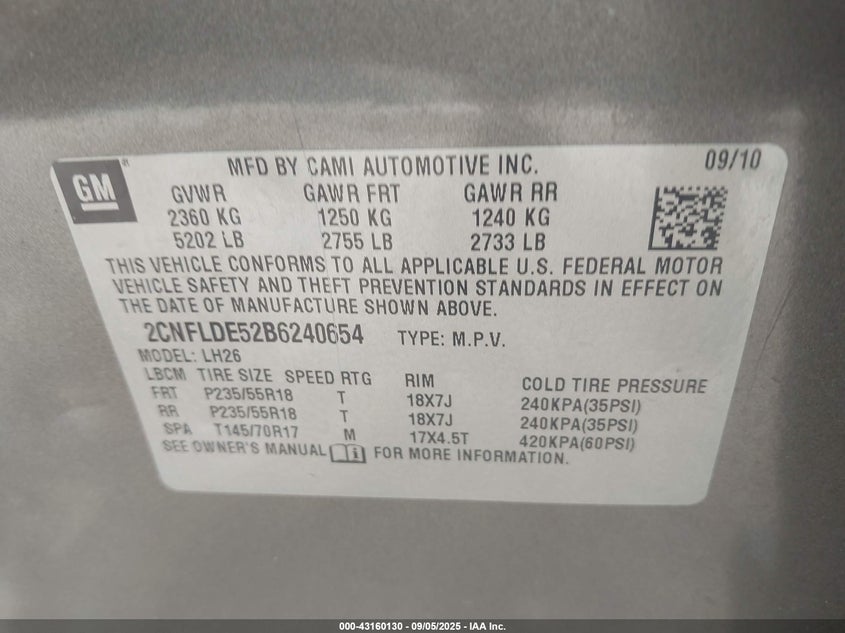 GM
MFD BY CAMI AUTOMOTIVE INC. 09/10
GVWR GAWR FRT GAWR RR
2360 KG 1250 KG 1240 KG
5202 LB 2755 LB 2733 LB
THIS VEHICLE CONFORMS TO ALL APPLICABLE U.S. FEDERAL MOTOR
VEHICLE SAFETY AND THEFT PREVENTION STANDARDS IN EFFECT ON
THE DATE OF MANUFACTURE SHOWN ABOVE.
2CNFLDE52B6240654 TYPE: M.P.V.
MODEL: LH26
LBCM TIRE SIZE SPEED RTG RIM COLD TIRE PRESSURE
FRT P235/55R18 T 18X7J 240KPA(35PSI)
RR P235/55R18 T 18X7J 240KPA(35PSI)
SPA T145/70R17 M 17X4.5T 420KPA(60PSI)
SEE OWNER'S MANUAL FOR MORE INFORMATION.
000-43160130 - 09/05/2025 - IAA Inc.